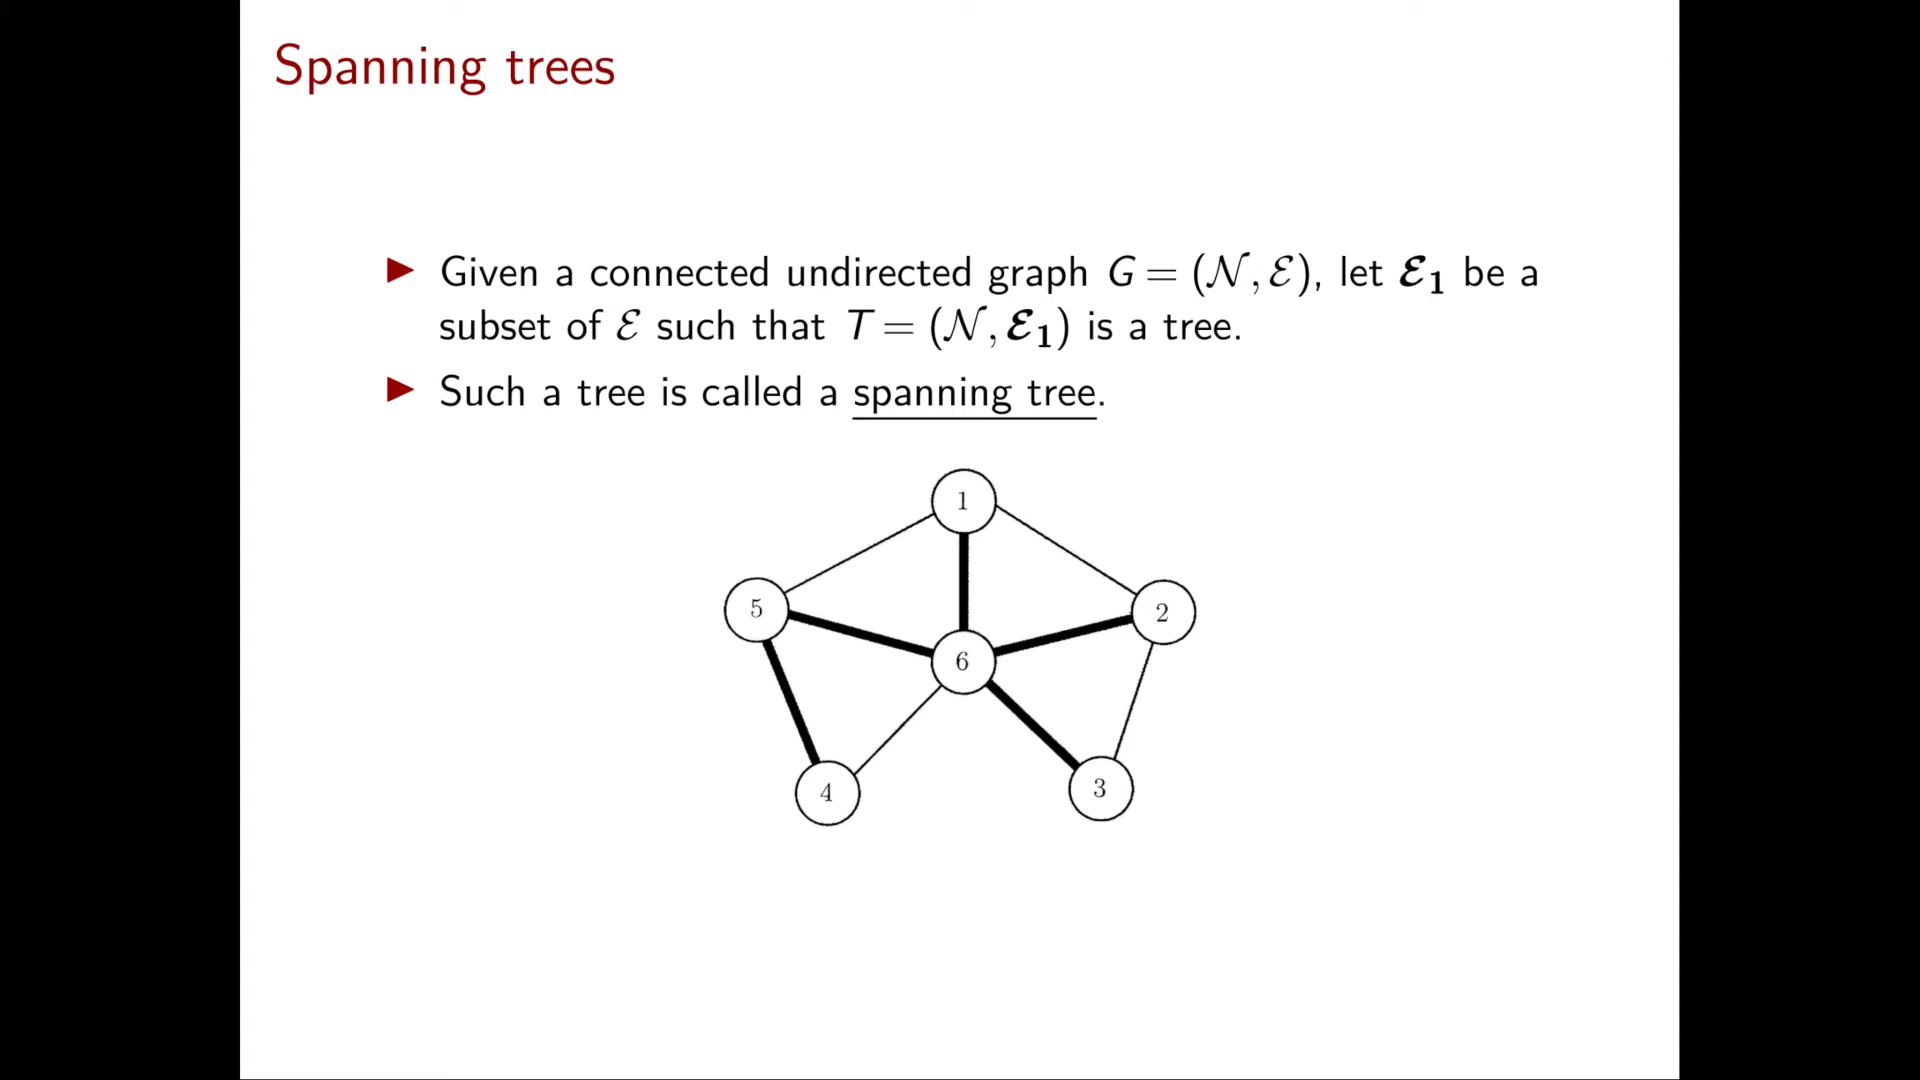 Spanning trees
▶ Given a connected undirected graph G = (𝒩, ℰ), let 𝓔₁ be a
subset of ℰ such that T = (𝒩, 𝓔₁) is a tree.
▶ Such a tree is called a spanning tree.
1
5
2
6
4
3